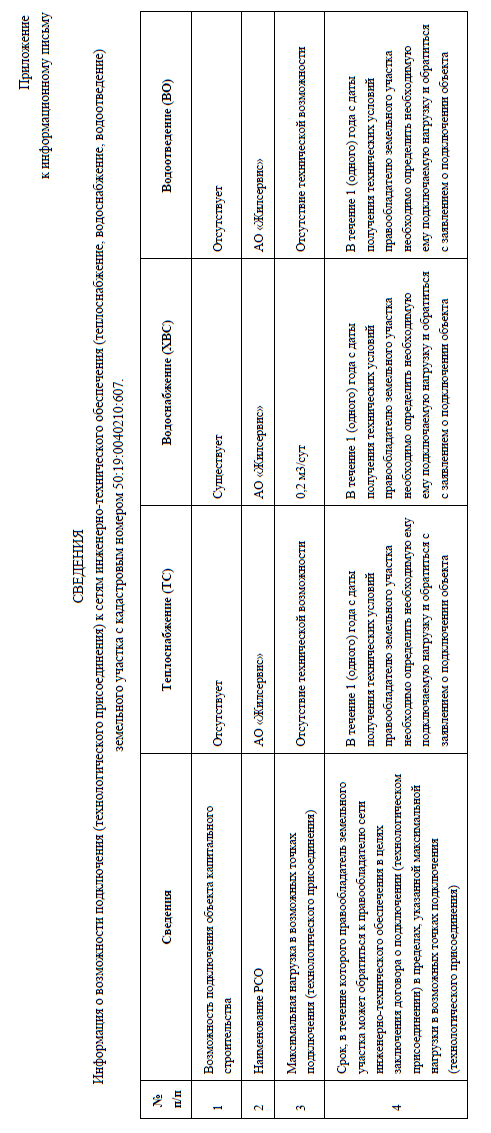 Приложение
к информационному письму
СВЕДЕНИЯ
Информация о возможности подключения (технологического присоединения) к сетям инженерно-технического обеспечения (теплоснабжение, водоснабжение, водоотведение)
земельного участка с кадастровым номером 50:19:0040210:607.
№
п/п
Сведения
Теплоснабжение (ТС)
Водоснабжение (ХВС)
Водоотведение (ВО)
1
Возможность подключения объекта капитального
строительства
Отсутствует
Существует
Отсутствует
2
Наименование РСО
АО «Жилсервис»
АО «Жилсервис»
АО «Жилсервис»
3
Максимальная нагрузка в возможных точках
подключения (технологического присоединения)
Отсутствие технической возможности
0,2 м3/сут
Отсутствие технической возможности
4
Срок, в течение которого правообладатель земельного
участка может обратиться к правообладателю сети
инженерно-технического обеспечения в целях
заключения договора о подключении (технологическом
присоединении) в пределах, указанной максимальной
нагрузки в возможных точках подключения
(технологического присоединения)
В течение 1 (одного) года с даты
получения технических условий
правообладателю земельного участка
необходимо определить необходимую ему
подключаемую нагрузку и обратиться с
заявлением о подключении объекта
В течение 1 (одного) года с даты
получения технических условий
правообладателю земельного участка
необходимо определить необходимую
ему подключаемую нагрузку и обратиться
с заявлением о подключении объекта
В течение 1 (одного) года с даты
получения технических условий
правообладателю земельного участка
необходимо определить необходимую
ему подключаемую нагрузку и обратиться
с заявлением о подключении объекта